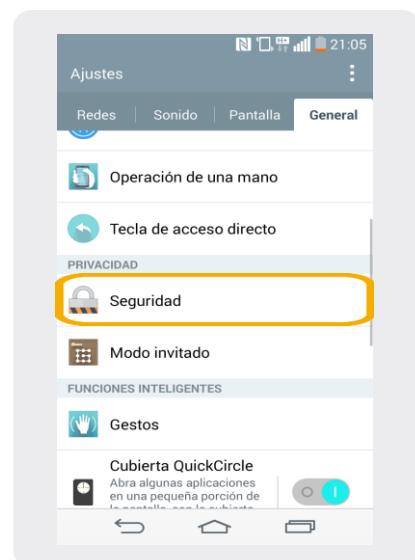 21:05
Ajustes
Redes Sonido Pantalla General
Operación de una mano
Tecla de acceso directo
PRIVACIDAD
Seguridad
Modo invitado
FUNCIONES INTELIGENTES
Gestos
Cubierta QuickCircle
Abra algunas aplicaciones
en una pequeña porción de